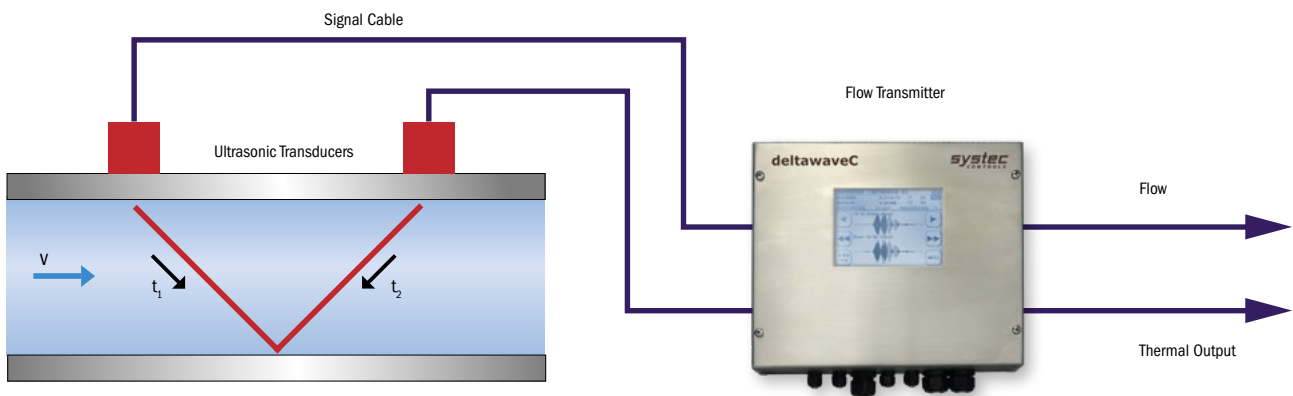 Signal Cable
Flow Transmitter
Ultrasonic Transducers
deltawaveC
systec
CONTROLS
Flow
V
t₁
t₂
Thermal Output